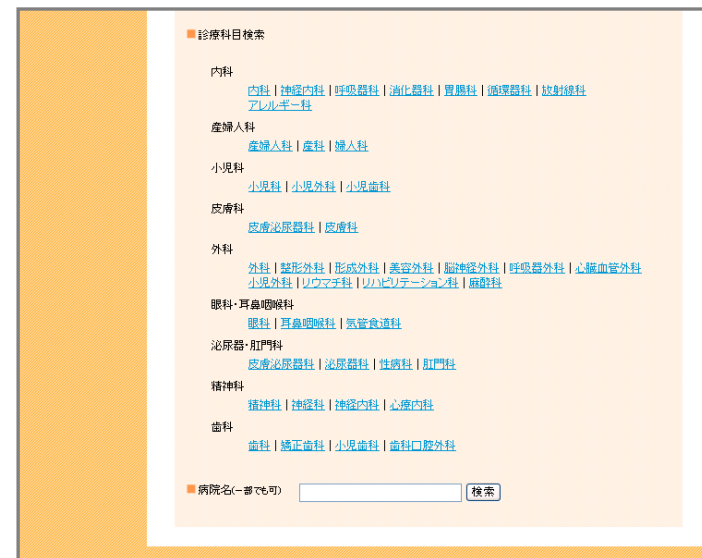 診療科目検索
内科
内科 | 神経内科 | 呼吸器科 | 消化器科 | 胃腸科 | 循環器科 | 放射線科
アレルギー科
産婦人科
産婦人科 | 産科 | 婦人科
小児科
小児科 | 小児外科 | 小児歯科
皮膚科
皮膚泌尿器科 | 皮膚科
外科
外科 | 整形外科 | 形成外科 | 美容外科 | 脳神経外科 | 呼吸器外科 | 心臓血管外科
小児外科 | リウマチ科 | リハビリテーション科 | 麻酔科
眼科・耳鼻咽喉科
眼科 | 耳鼻咽喉科 | 気管食道科
泌尿器・肛門科
皮膚泌尿器科 | 泌尿器科 | 性病科 | 肛門科
精神科
精神科 | 神経科 | 神経内科 | 心療内科
歯科
歯科 | 矯正歯科 | 小児歯科 | 歯科口腔外科
病院名(一部でも可) 検索